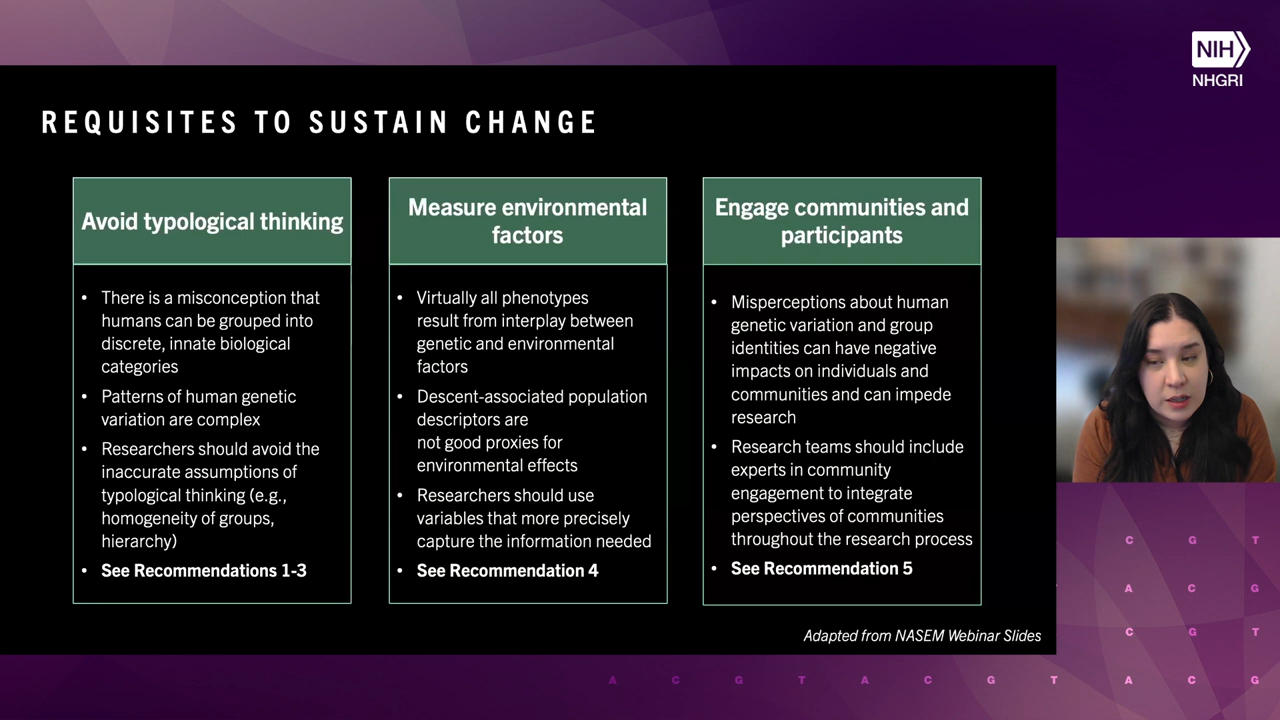 NIH
NHGRI
REQUISITES TO SUSTAIN CHANGE
Avoid typological thinking
• There is a misconception that
humans can be grouped into
discrete, innate biological
categories
• Patterns of human genetic
variation are complex
• Researchers should avoid the
inaccurate assumptions of
typological thinking (e.g.,
homogeneity of groups,
hierarchy)
• See Recommendations 1-3
Measure environmental
factors
• Virtually all phenotypes
result from interplay between
genetic and environmental
factors
• Descent-associated population
descriptors are
not good proxies for
environmental effects
• Researchers should use
variables that more precisely
capture the information needed
• See Recommendation 4
Engage communities and
participants
• Misperceptions about human
genetic variation and group
identities can have negative
impacts on individuals and
communities and can impede
research
• Research teams should include
experts in community
engagement to integrate
perspectives of communities
throughout the research process
• See Recommendation 5
Adapted from NASEM Webinar Slides
C G T
A C G
C G T
A C G T A C G T A C G